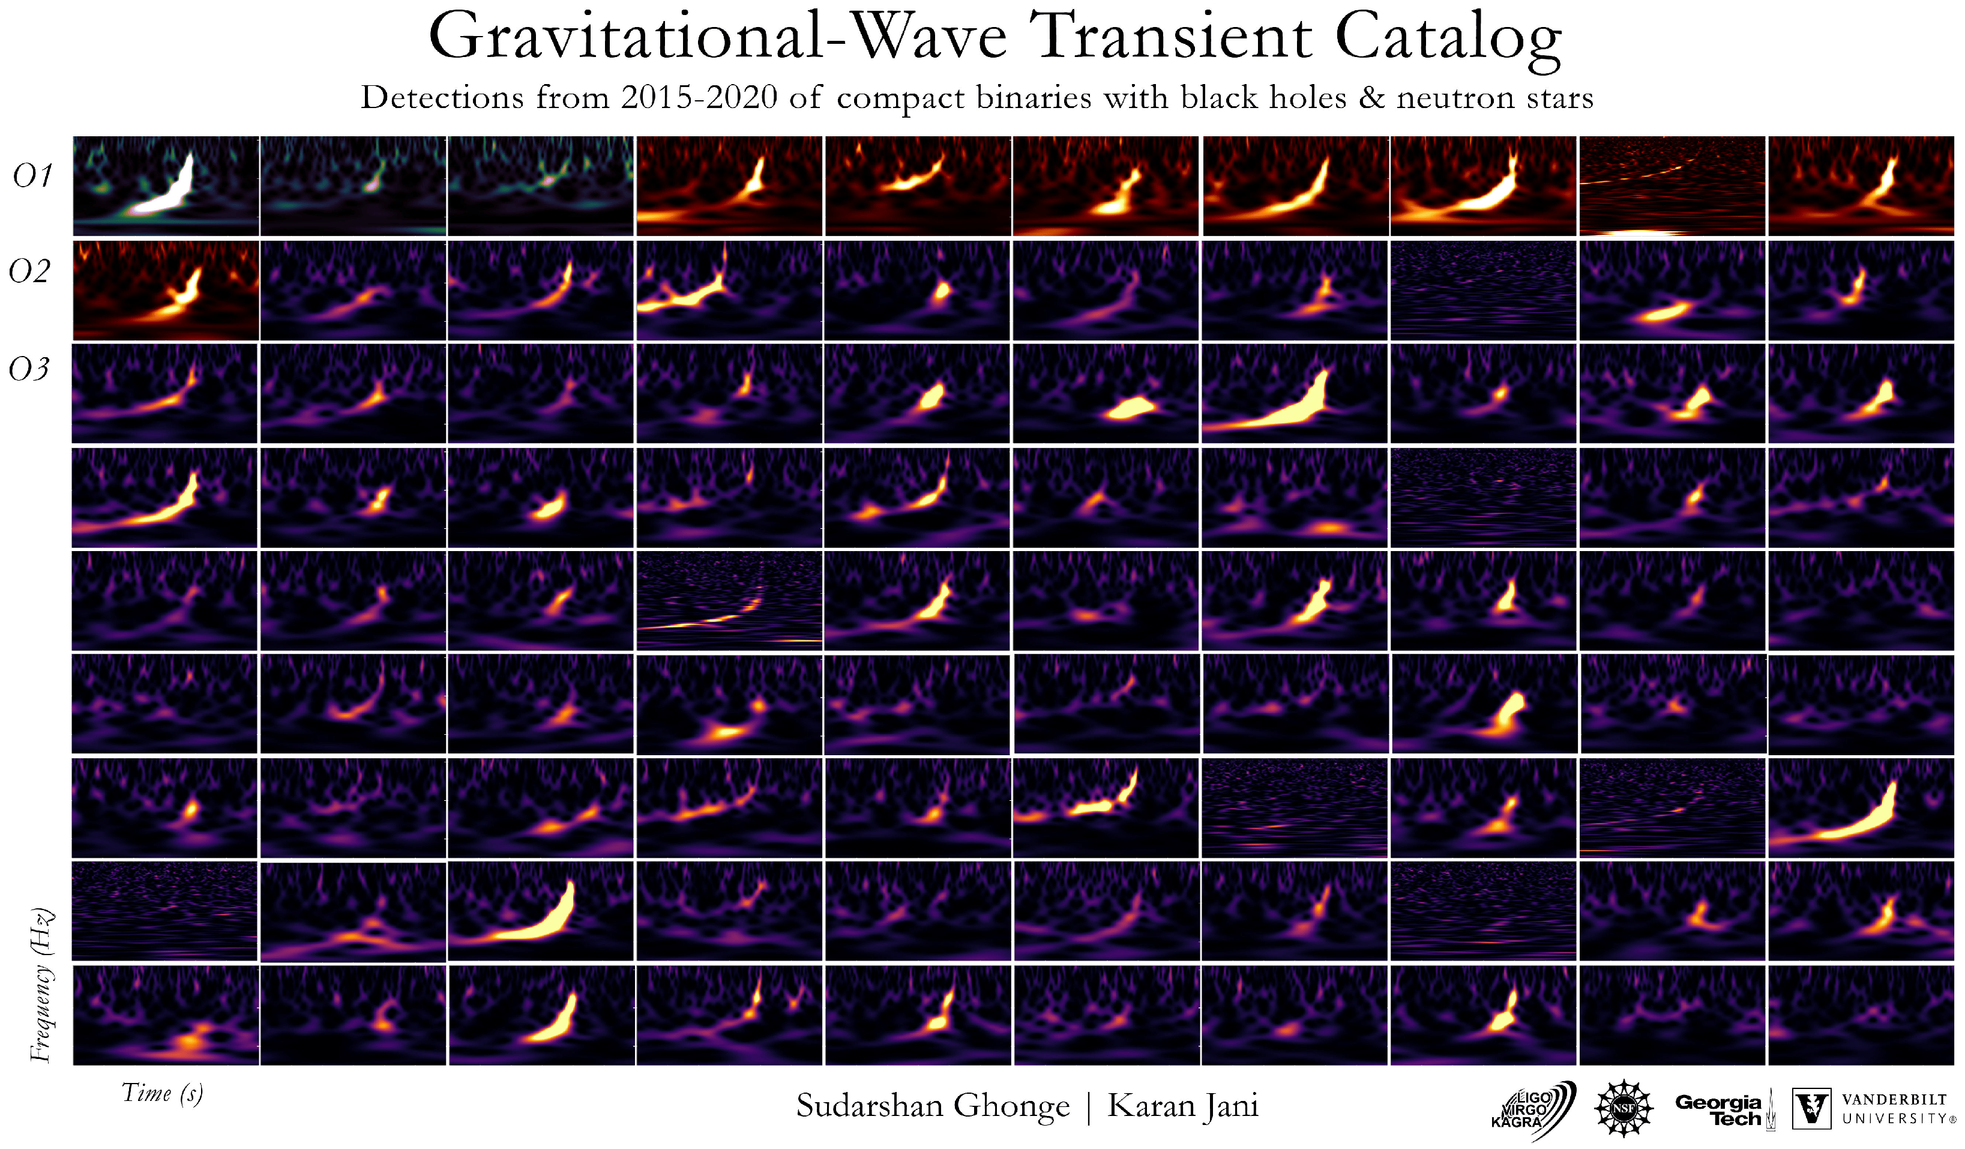 Gravitational-Wave Transient Catalog
Detections from 2015-2020 of compact binaries with black holes & neutron stars
O1
O2
O3
Frequency (Hz)
Time (s)
Sudarshan Ghonge | Karan Jani
LIGO
VIRGO
KAGRA
NSF
Georgia
Tech
V
VANDERBILT
UNIVERSITY®